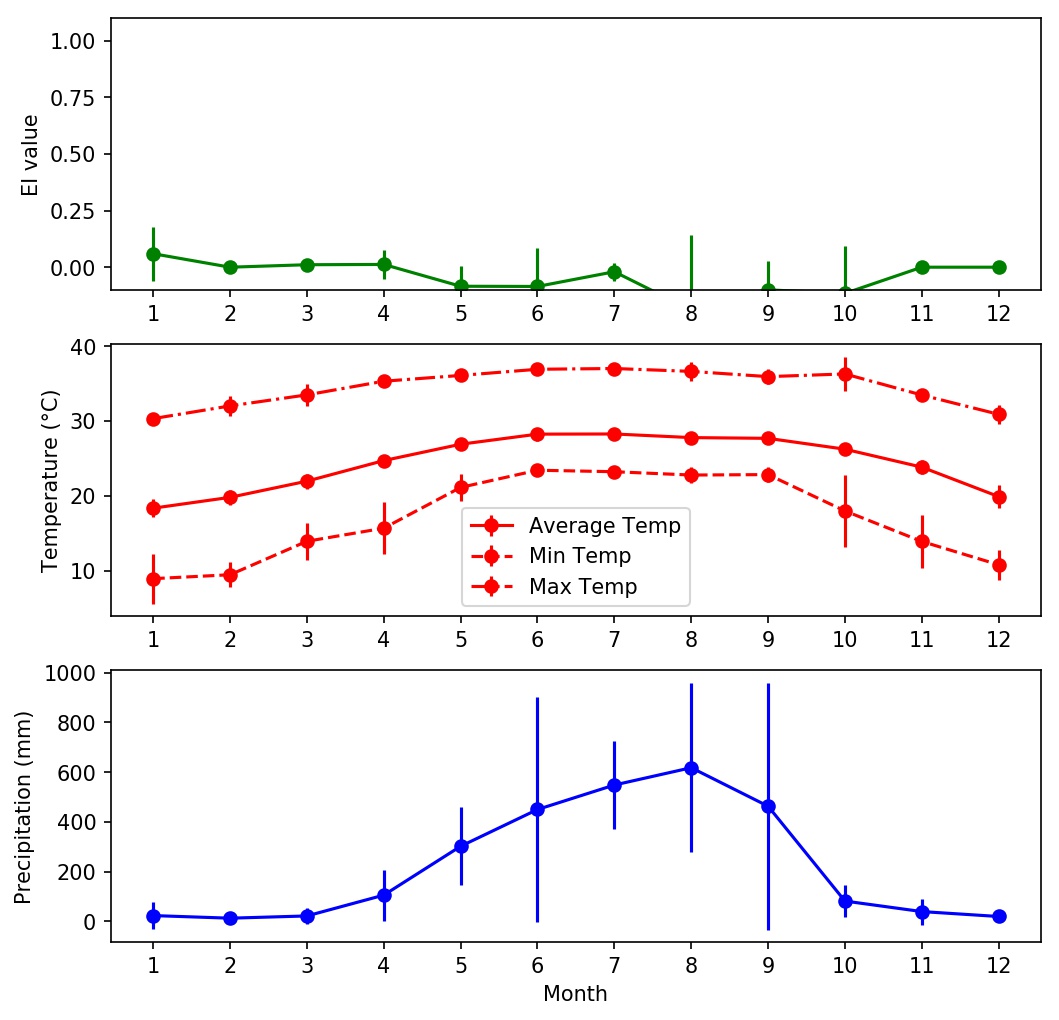 1.00
0.75
0.50
0.25
0.00
EI value
1 2 3 4 5 6 7 8 9 10 11 12
40
30
20
10
Temperature (°C)
Average Temp
Min Temp
Max Temp
1 2 3 4 5 6 7 8 9 10 11 12
1000
800
600
400
200
0
Precipitation (mm)
1 2 3 4 5 6 7 8 9 10 11 12
Month